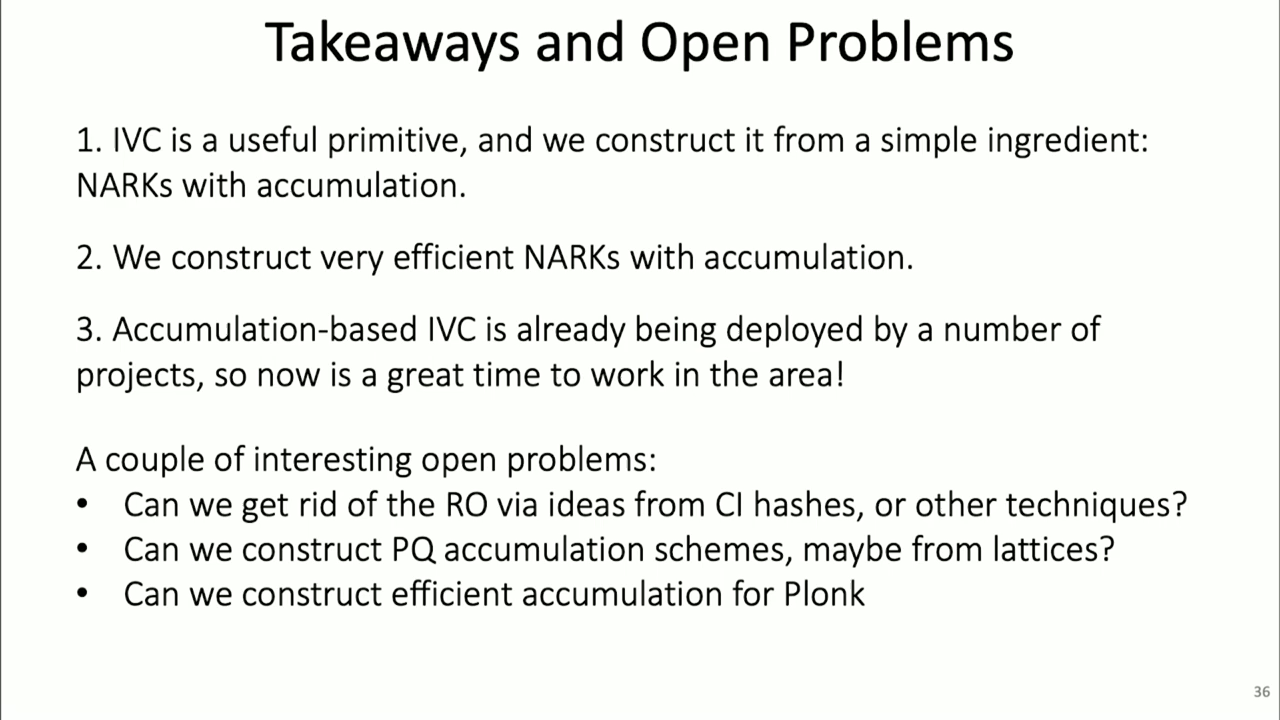 Takeaways and Open Problems
1. IVC is a useful primitive, and we construct it from a simple ingredient:
NARKs with accumulation.
2. We construct very efficient NARKs with accumulation.
3. Accumulation-based IVC is already being deployed by a number of
projects, so now is a great time to work in the area!
A couple of interesting open problems:
• Can we get rid of the RO via ideas from CI hashes, or other techniques?
• Can we construct PQ accumulation schemes, maybe from lattices?
• Can we construct efficient accumulation for Plonk
36